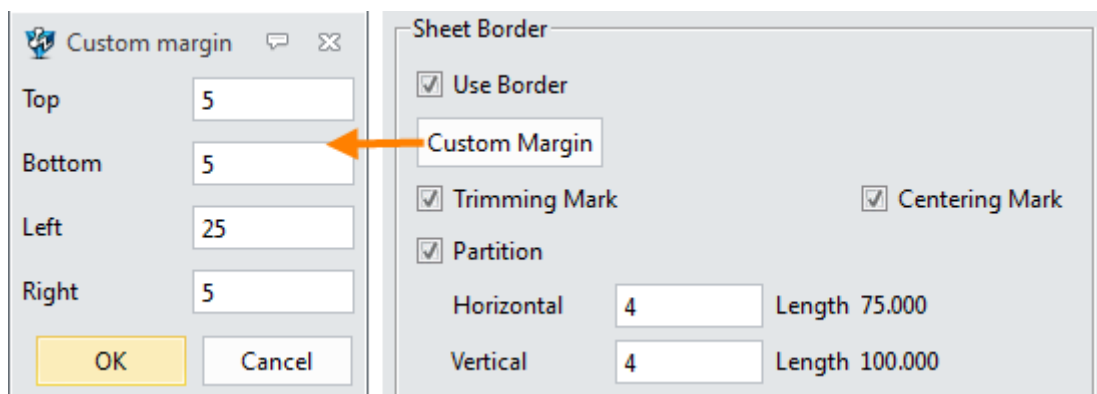 Custom margin
Top 5
Bottom 5
Left 25
Right 5
OK Cancel
Sheet Border
Use Border
Custom Margin
Trimming Mark Centering Mark
Partition
Horizontal 4 Length 75.000
Vertical 4 Length 100.000